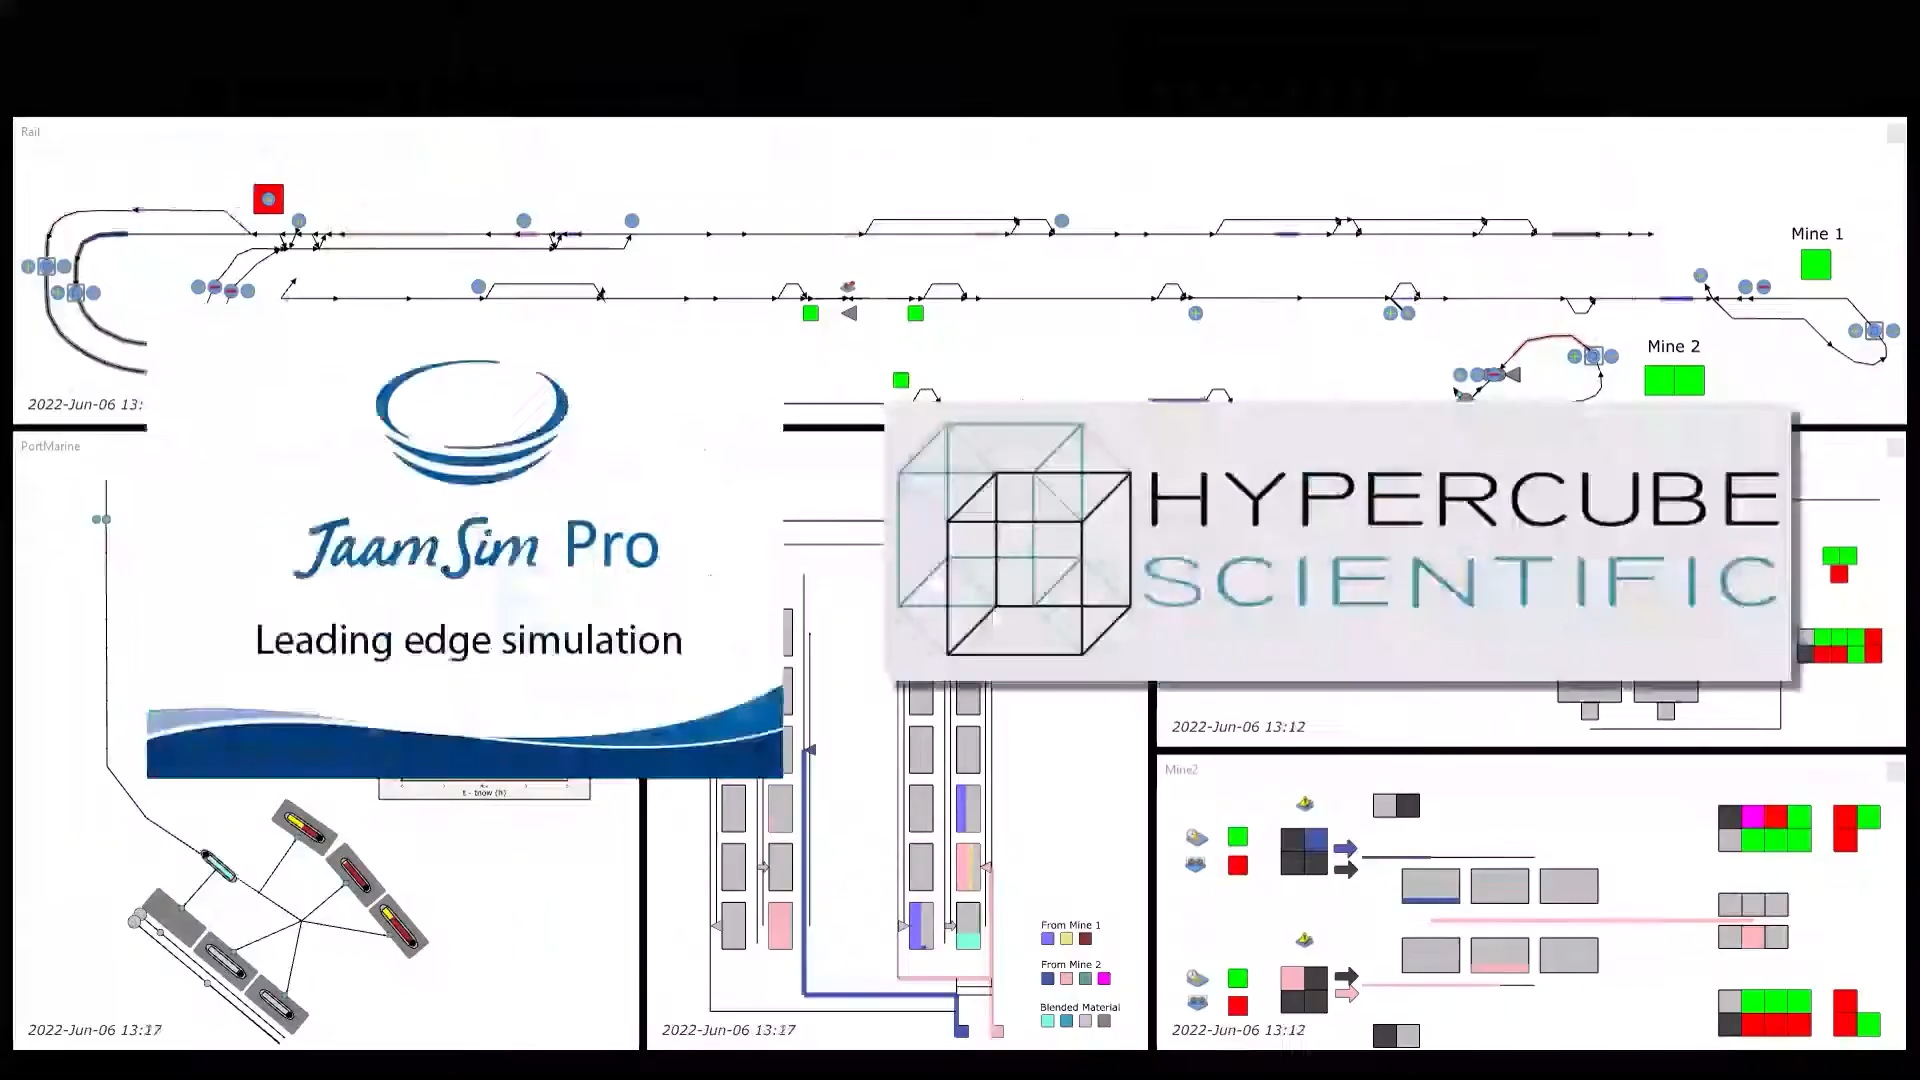 Rail
Mine 1
Mine 2
2022-Jun-06 13:
PortMarine
JaamSim Pro
Leading edge simulation
HYPERCUBE
SCIENTIFIC
t - tnow (h)
2022-Jun-06 13:12
Mine2
From Mine 1
From Mine 2
Blended Material
2022-Jun-06 13:17
2022-Jun-06 13:17
2022-Jun-06 13:12